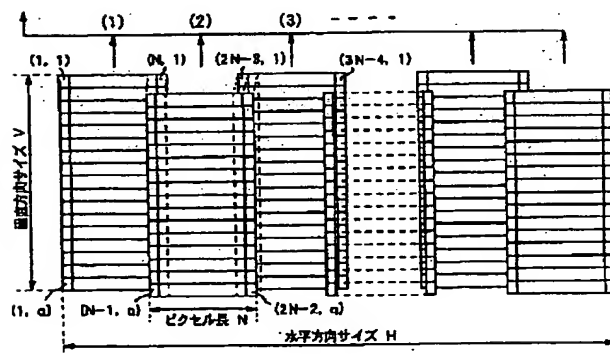 (1) (2) (3)
(1, 1) (N, 1) (2N-3, 1) (3N-4, 1)
垂直方向サイズ V
(1, a) (N-1, a) (2N-2, a)
ピクセル長 N
水平方向サイズ H